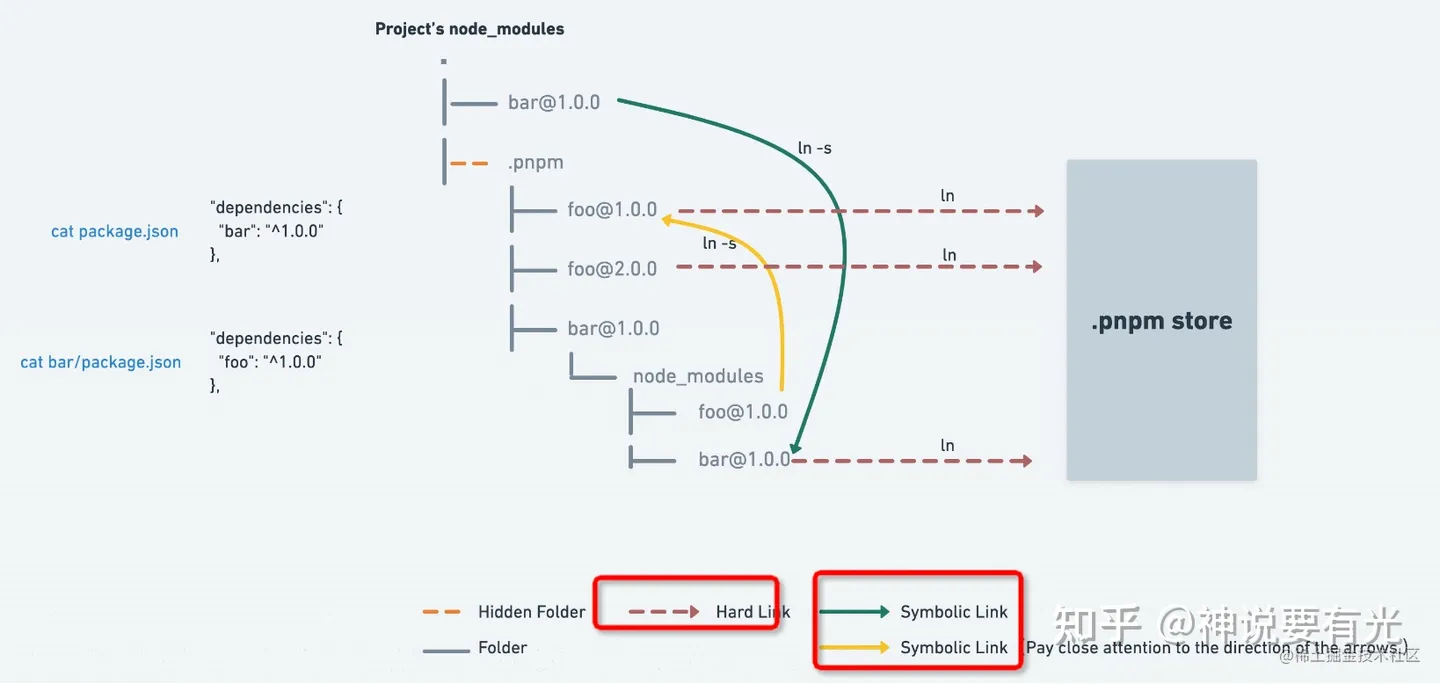 Project's node_modules
.
bar@1.0.0
ln -s
.pnpm
"dependencies": {
cat package.json
"bar": "^1.0.0"
},
foo@1.0.0
ln
ln -s
foo@2.0.0
ln
.pnpm store
bar@1.0.0
"dependencies": {
cat bar/package.json
"foo": "^1.0.0"
},
node_modules
foo@1.0.0
bar@1.0.0
ln
Hidden Folder
Hard Link
Symbolic Link
Folder
Symbolic Link
(Pay close attention to the direction of the arrows.)
知乎 @神说要有光
@稀土掘金技术社区